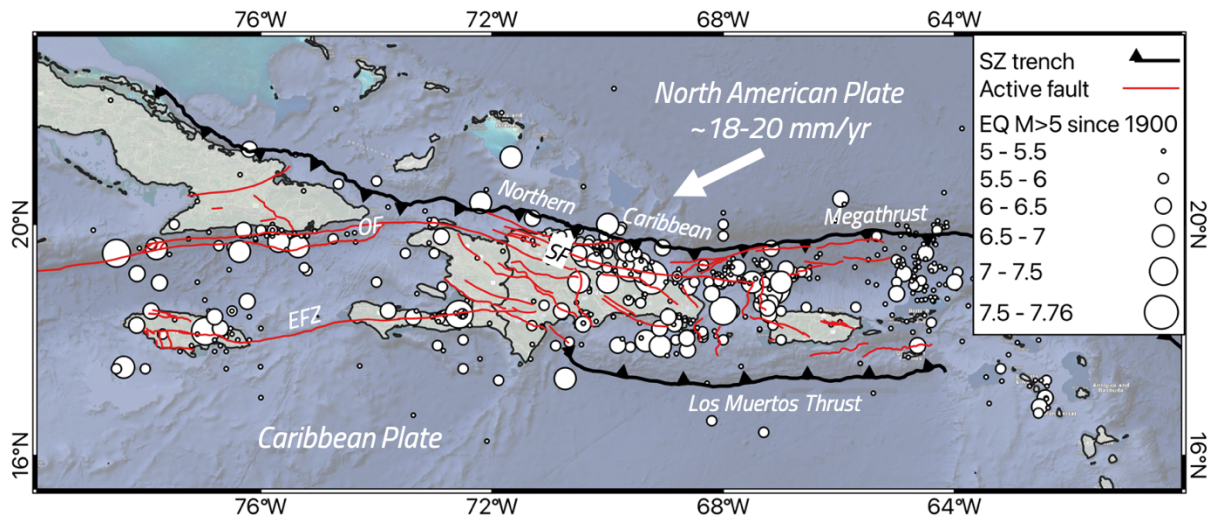 76°W 72°W 68°W 64°W
SZ trench
Active fault
EQ M>5 since 1900
5 - 5.5
5.5 - 6
6 - 6.5
6.5 - 7
7 - 7.5
7.5 - 7.76
North American Plate
~18-20 mm/yr
Northern Caribbean Megathrust
20°N
20°N
OF
SF
EFZ
Los Muertos Thrust
Caribbean Plate
16°N
16°N
76°W 72°W 68°W 64°W